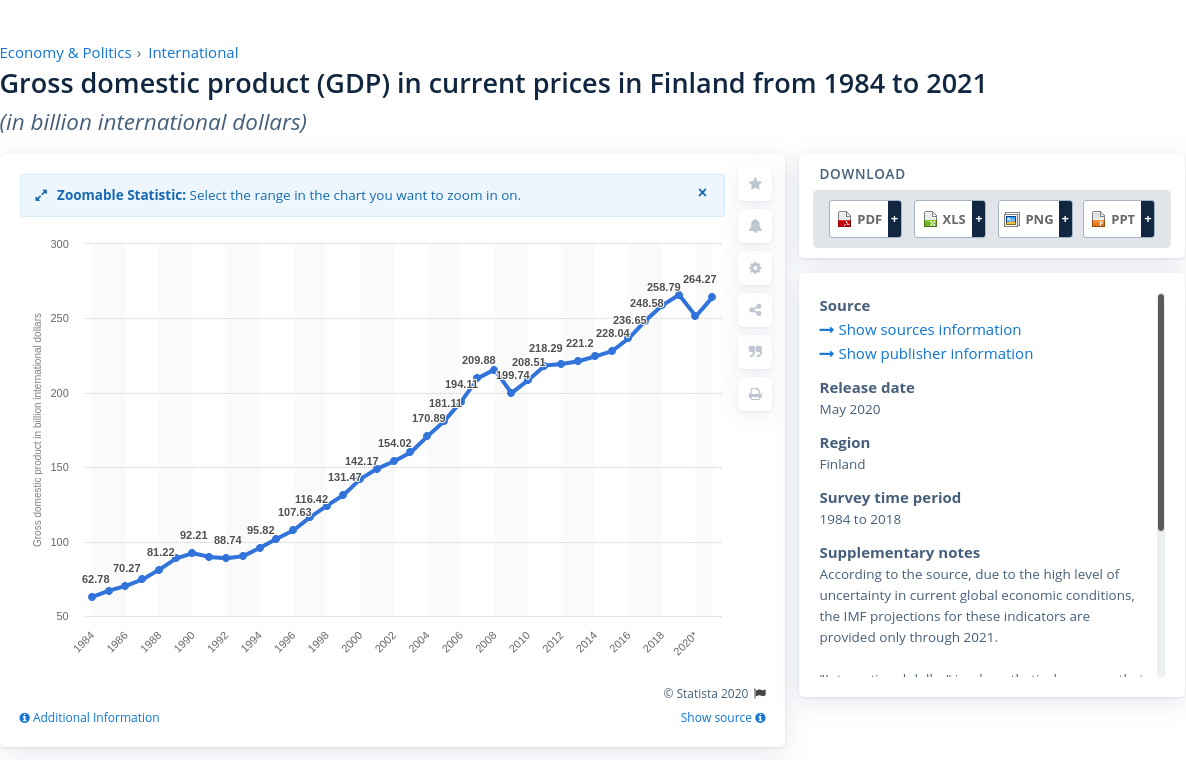 Economy & Politics › International
Gross domestic product (GDP) in current prices in Finland from 1984 to 2021
(in billion international dollars)
Zoomable Statistic: Select the range in the chart you want to zoom in on. ×
Gross domestic product in billion international dollars
300
250
200
150
100
50
62.78
70.27
81.22
92.21
88.74
95.82
107.63
116.42
131.47
142.17
154.02
170.89
181.11
194.11
209.88
199.74
208.51
218.29
221.2
228.04
236.65
248.58
258.79
264.27
1984
1986
1988
1990
1992
1994
1996
1998
2000
2002
2004
2006
2008
2010
2012
2014
2016
2018
2020*
© Statista 2020
Additional Information
Show source
DOWNLOAD
PDF + XLS + PNG + PPT +
Source
Show sources information
Show publisher information
Release date
May 2020
Region
Finland
Survey time period
1984 to 2018
Supplementary notes
According to the source, due to the high level of
uncertainty in current global economic conditions,
the IMF projections for these indicators are
provided only through 2021.